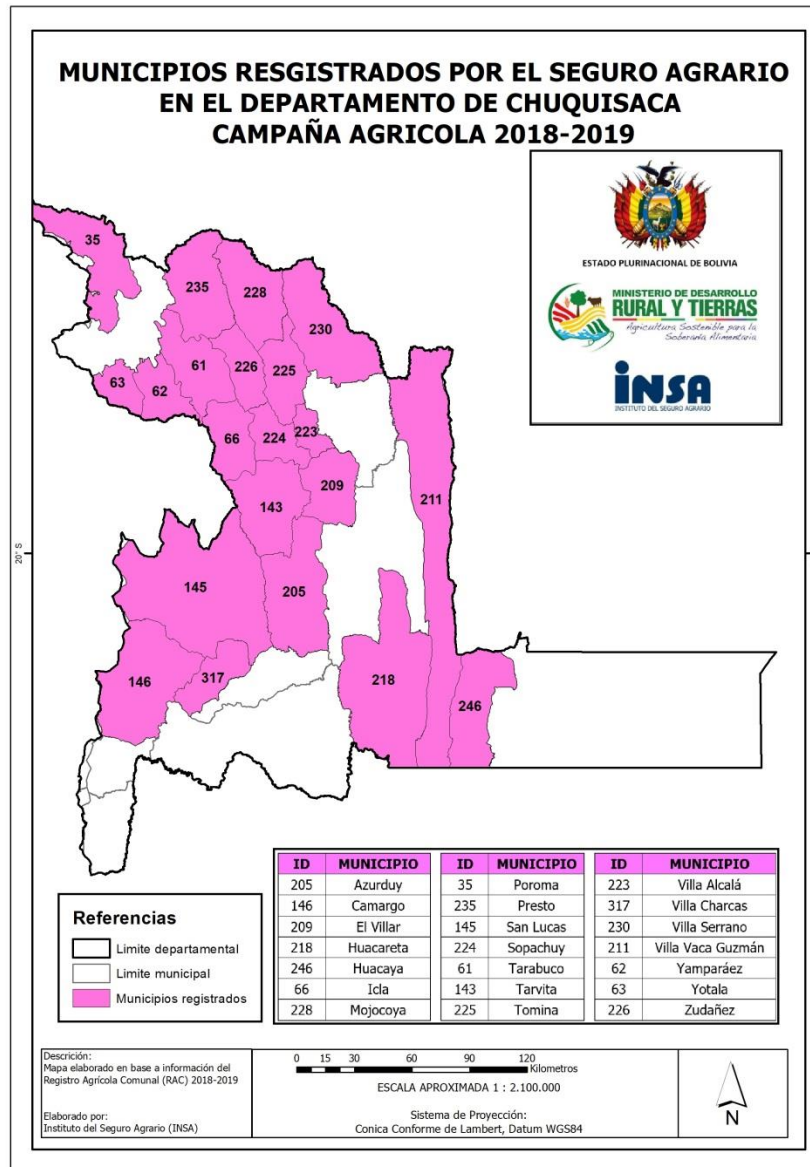 MUNICIPIOS RESGISTRADOS POR EL SEGURO AGRARIO
EN EL DEPARTAMENTO DE CHUQUISACA
CAMPAÑA AGRICOLA 2018-2019
ESTADO PLURINACIONAL DE BOLIVIA
MINISTERIO DE DESARROLLO
RURAL Y TIERRAS
Agricultura Sostenible para la
Soberanía Alimentaria
INSA
INSTITUTO DEL SEGURO AGRARIO
35
235
228
230
61
226
225
63
62
66
224
223
209
143
211
20° S
145
205
146
317
218
246
ID MUNICIPIO ID MUNICIPIO ID MUNICIPIO
205 Azurduy 35 Poroma 223 Villa Alcalá
146 Camargo 235 Presto 317 Villa Charcas
209 El Villar 145 San Lucas 230 Villa Serrano
218 Huacareta 224 Sopachuy 211 Villa Vaca Guzmán
246 Huacaya 61 Tarabuco 62 Yamparáez
66 Icla 143 Tarvita 63 Yotala
228 Mojocoya 225 Tomina 226 Zudañez
Referencias
Limite departamental
Limite municipal
Municipios registrados
Descrición:
Mapa elaborado en base a información del
Registro Agrícola Comunal (RAC) 2018-2019
Elaborado por:
Instituto del Seguro Agrario (INSA)
0 15 30 60 90 120
Kilometros
ESCALA APROXIMADA 1 : 2.100.000
Sistema de Proyección:
Conica Conforme de Lambert, Datum WGS84
N